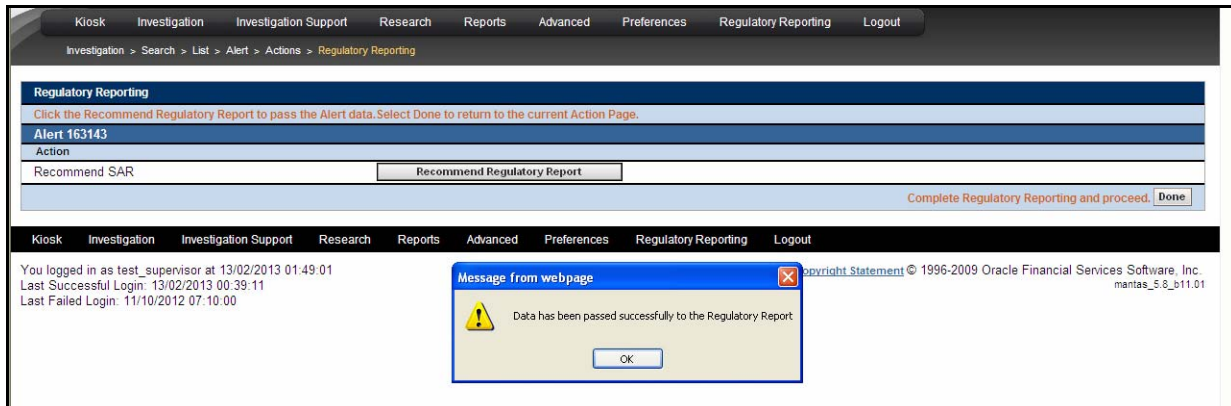 Kiosk Investigation Investigation Support Research Reports Advanced Preferences Regulatory Reporting Logout
Investigation > Search > List > Alert > Actions > Regulatory Reporting
Regulatory Reporting
Click the Recommend Regulatory Report to pass the Alert data.Select Done to return to the current Action Page.
Alert 163143
Action
Recommend SAR Recommend Regulatory Report
Complete Regulatory Reporting and proceed. Done
Kiosk Investigation Investigation Support Research Reports Advanced Preferences Regulatory Reporting Logout
You logged in as test_supervisor at 13/02/2013 01:49:01
Last Successful Login: 13/02/2013 00:39:11
Last Failed Login: 11/10/2012 07:10:00
opyright Statement © 1996-2009 Oracle Financial Services Software, Inc.
mantas_5.8_b11.01
Message from webpage
Data has been passed successfully to the Regulatory Report
OK